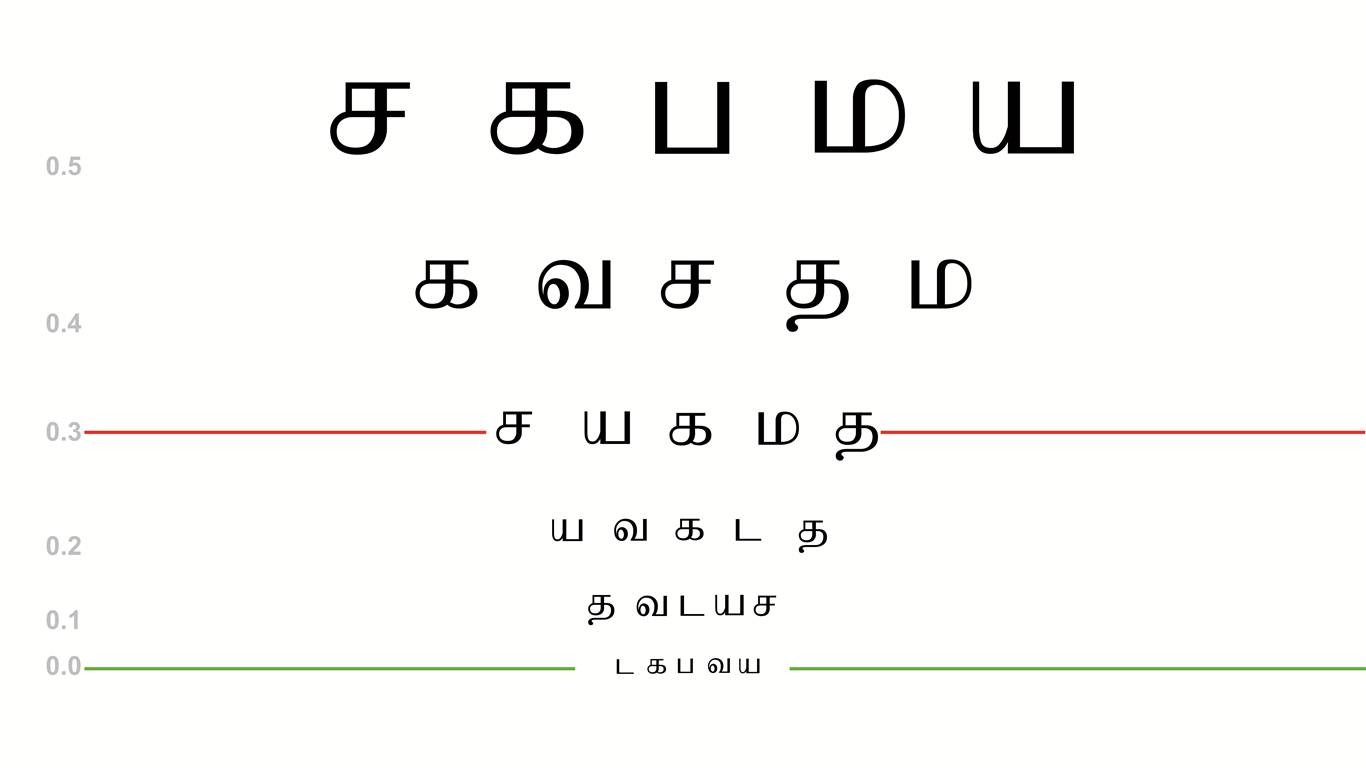 0.5 ச க ப ம ய
0.4 க வ ச த ம
0.3 ச ய க ம த
0.2 ய வ க ட த
0.1 த வ ட ய ச
0.0 ட க ப வ ய